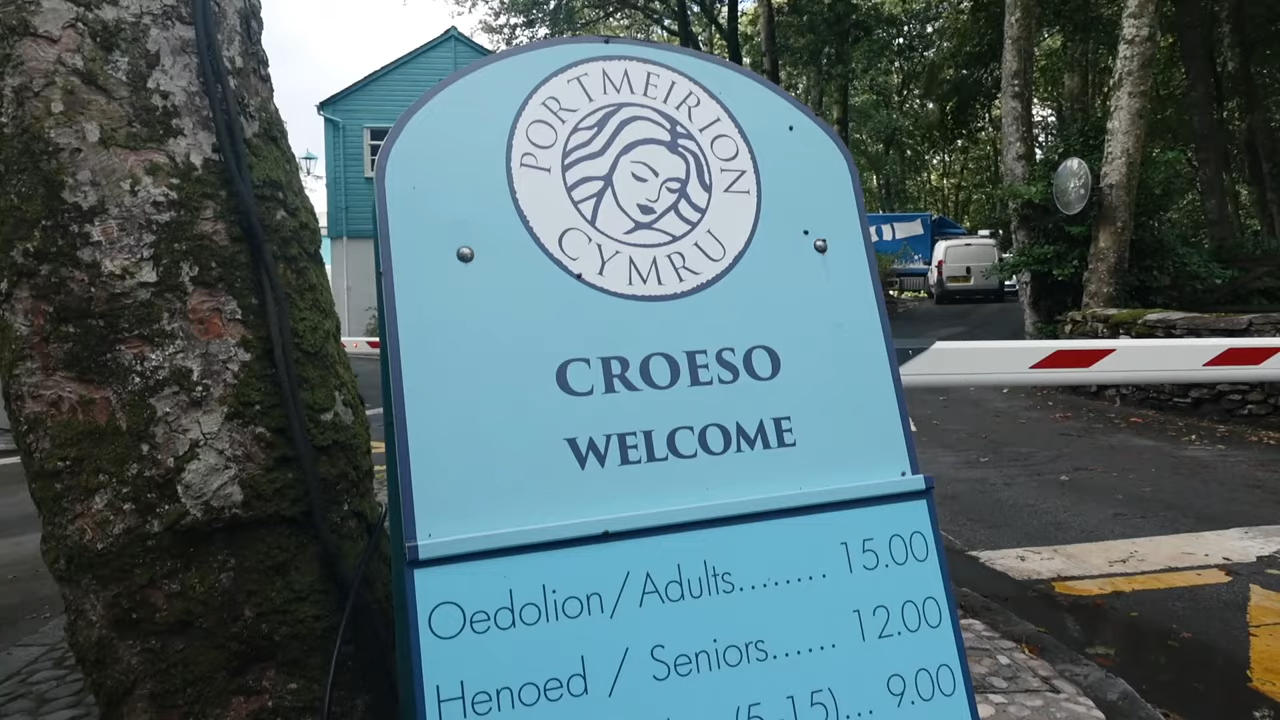 PORTMEIRION
CYMRU
CROESO
WELCOME
Oedolion/Adults........ 15.00
Henoed / Seniors...... 12.00
(5-15)... 9.00